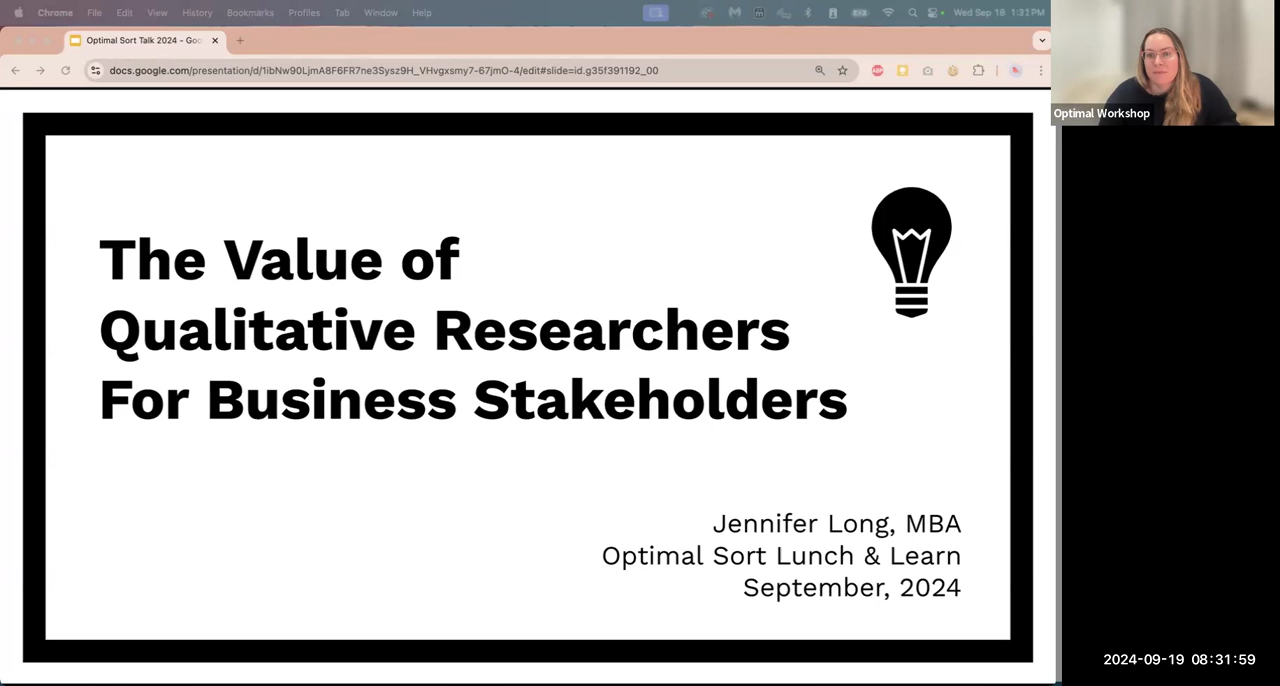 Chrome File Edit View History Bookmarks Profiles Tab Window Help Wed Sep 18 1:31 PM
Optimal Sort Talk 2024 - Goo
docs.google.com/presentation/d/1ibNw90LjmA8F6FR7ne3Sysz9H_VHvgxsmy7-67jmO-4/edit#slide=id.g35f391192_00
ABP
Optimal Workshop
The Value of
Qualitative Researchers
For Business Stakeholders
Jennifer Long, MBA
Optimal Sort Lunch & Learn
September, 2024
2024-09-19 08:31:59